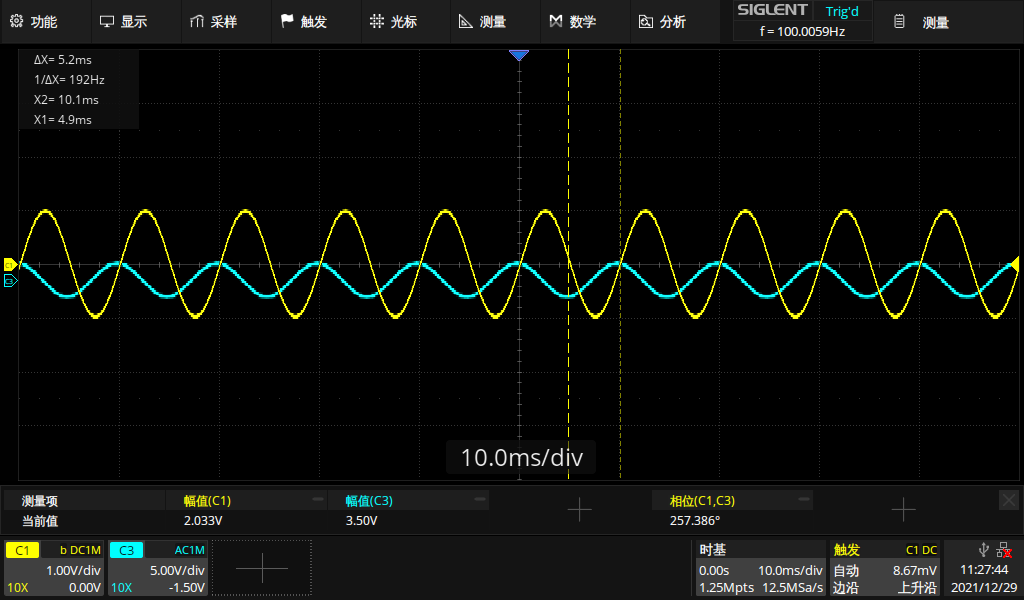 功能 显示 采样 触发 光标 测量 数学 分析 SIGLENT Trig'd 测量
f = 100.0059Hz
ΔX= 5.2ms
1/ΔX= 192Hz
X2= 10.1ms
X1= 4.9ms
C1
C3
10.0ms/div
测量项 幅值(C1) 幅值(C3) 相位(C1,C3)
当前值 2.033V 3.50V 257.386°
C1 b DC1M C3 AC1M 时基 触发 C1 DC
1.00V/div 5.00V/div 0.00s 10.0ms/div 自动 8.67mV 11:27:44
10X 0.00V 10X -1.50V 1.25Mpts 12.5MSa/s 边沿 上升沿 2021/12/29